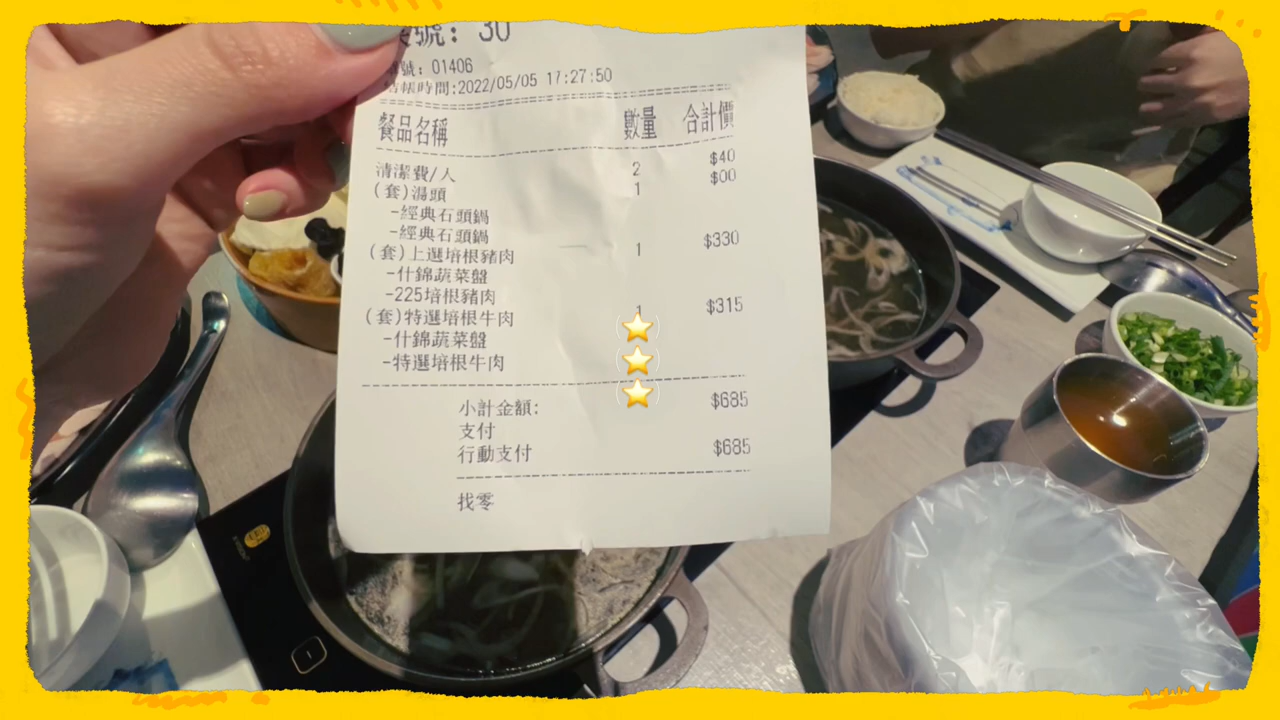 號: 30
號: 01406
結帳時間:2022/05/05 17:27:50
餐品名稱 數量 合計價
清潔費/人 2 $40
(套)湯頭 1 $00
-經典石頭鍋
-經典石頭鍋
(套)上選培根豬肉 1 $330
-什錦蔬菜盤
-225培根豬肉
(套)特選培根牛肉 1 $315
-什錦蔬菜盤
-特選培根牛肉
小計金額: $685
支付
行動支付 $685
找零